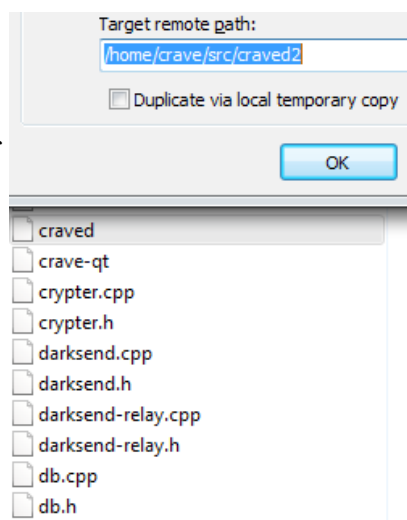 Target remote path:
/home/crave/src/craved2
Duplicate via local temporary copy
OK
craved
crave-qt
crypter.cpp
crypter.h
darksend.cpp
darksend.h
darksend-relay.cpp
darksend-relay.h
db.cpp
db.h